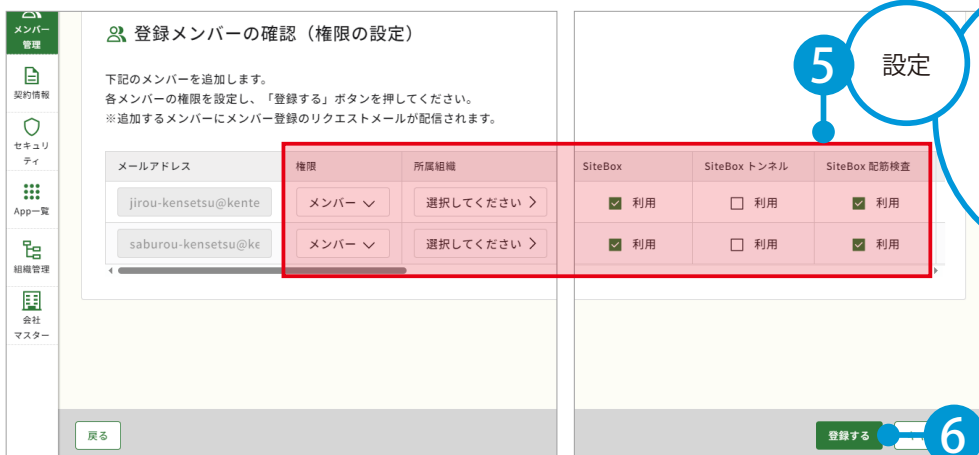 メンバー
管理
契約情報
セキュリ
ティ
App一覧
組織管理
会社
マスター
登録メンバーの確認（権限の設定）
下記のメンバーを追加します。
各メンバーの権限を設定し、「登録する」ボタンを押してください。
※追加するメンバーにメンバー登録のリクエストメールが配信されます。
5 設定
メールアドレス 権限 所属組織 SiteBox SiteBox トンネル SiteBox 配筋検査
jirou-kensetsu@kente メンバー 選択してください 利用 利用 利用
saburou-kensetsu@ke メンバー 選択してください 利用 利用 利用
戻る 登録する 6